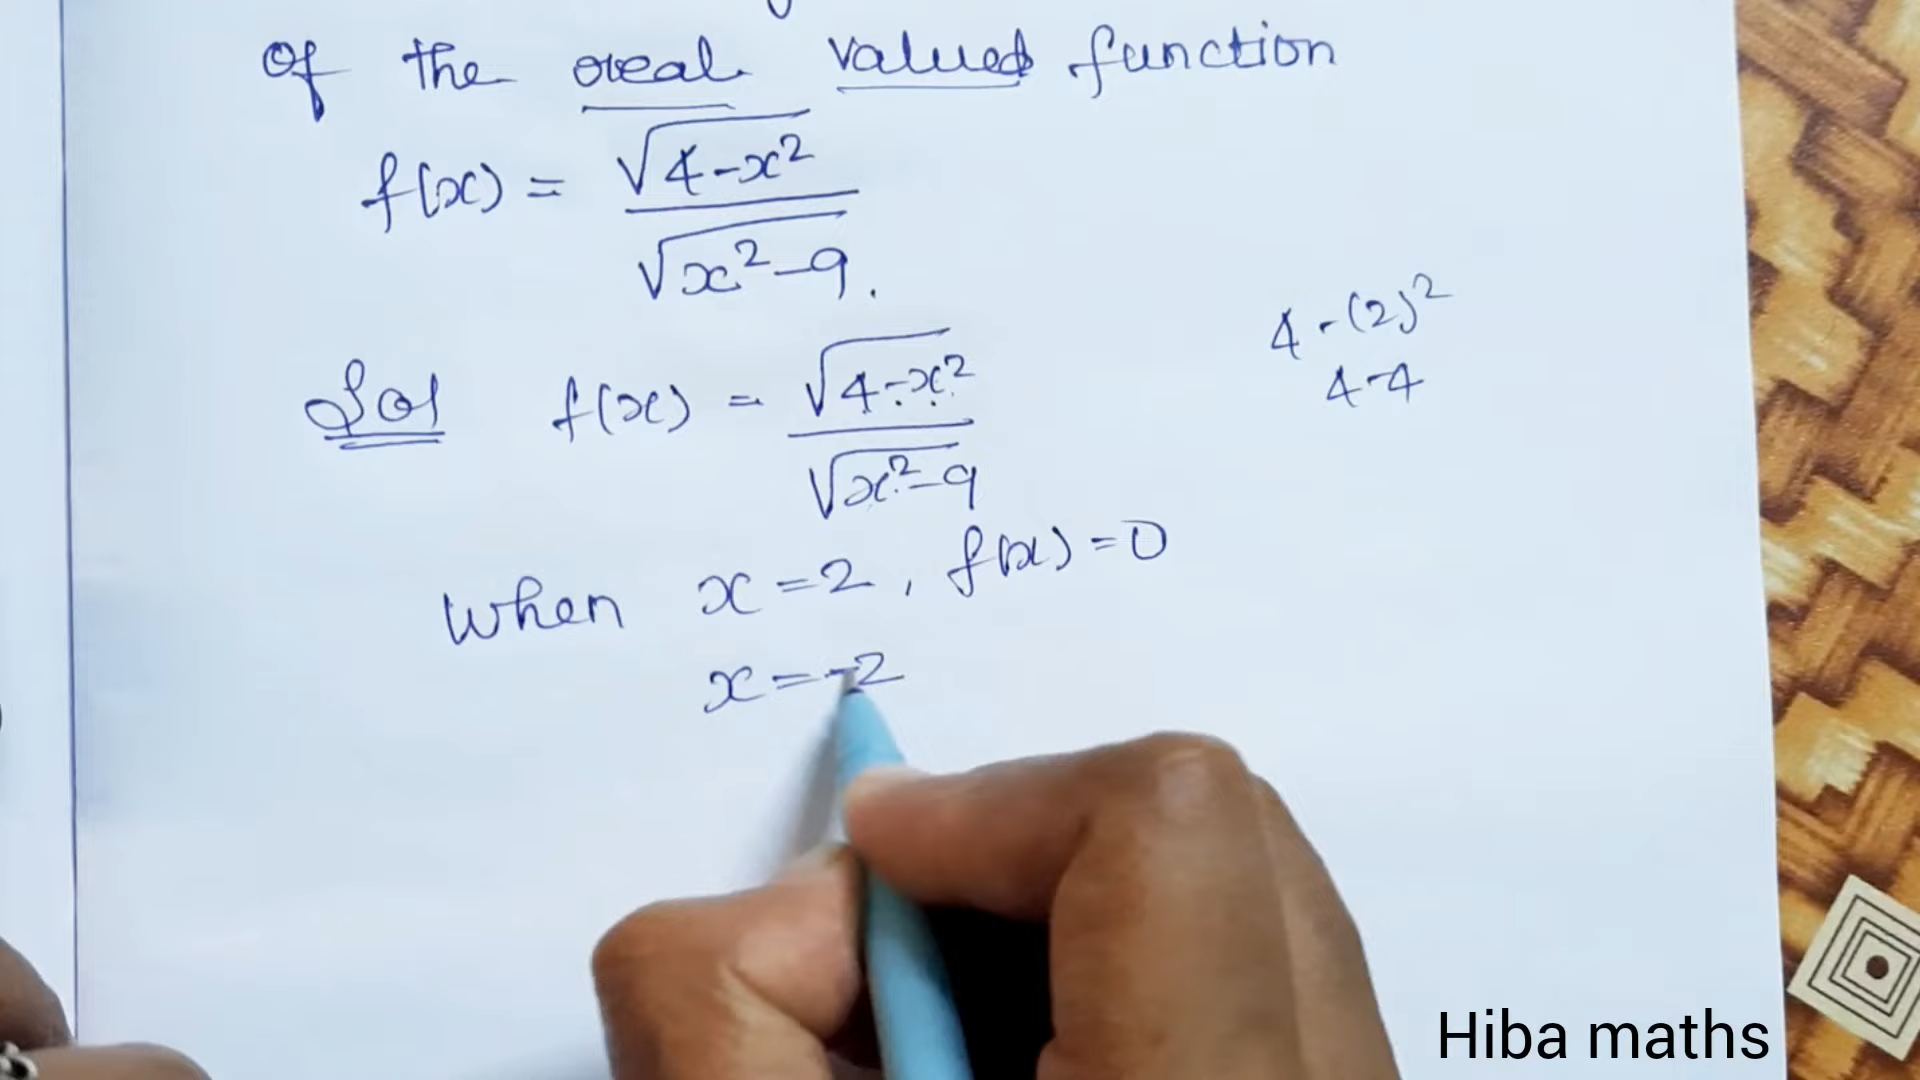 of the real valued function
f(x) = √(4-x²) / √(x²-9).
4-(2)²
4-4
Sol f(x) = √(4-x²) / √(x²-9)
When x=2, f(x)=0
x=-2
Hiba maths